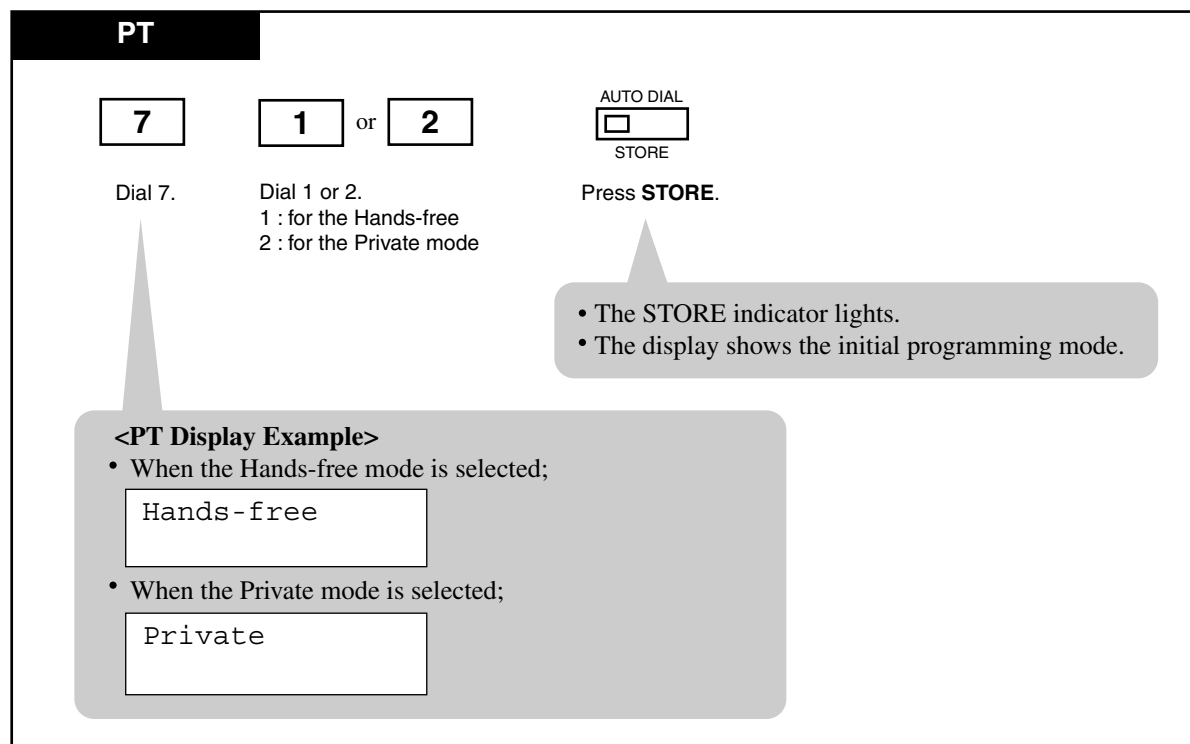 PT
7 1 or 2
AUTO DIAL
STORE
Dial 7.
Dial 1 or 2.
1 : for the Hands-free
2 : for the Private mode
Press STORE.
• The STORE indicator lights.
• The display shows the initial programming mode.
<PT Display Example>
• When the Hands-free mode is selected;
Hands-free
• When the Private mode is selected;
Private